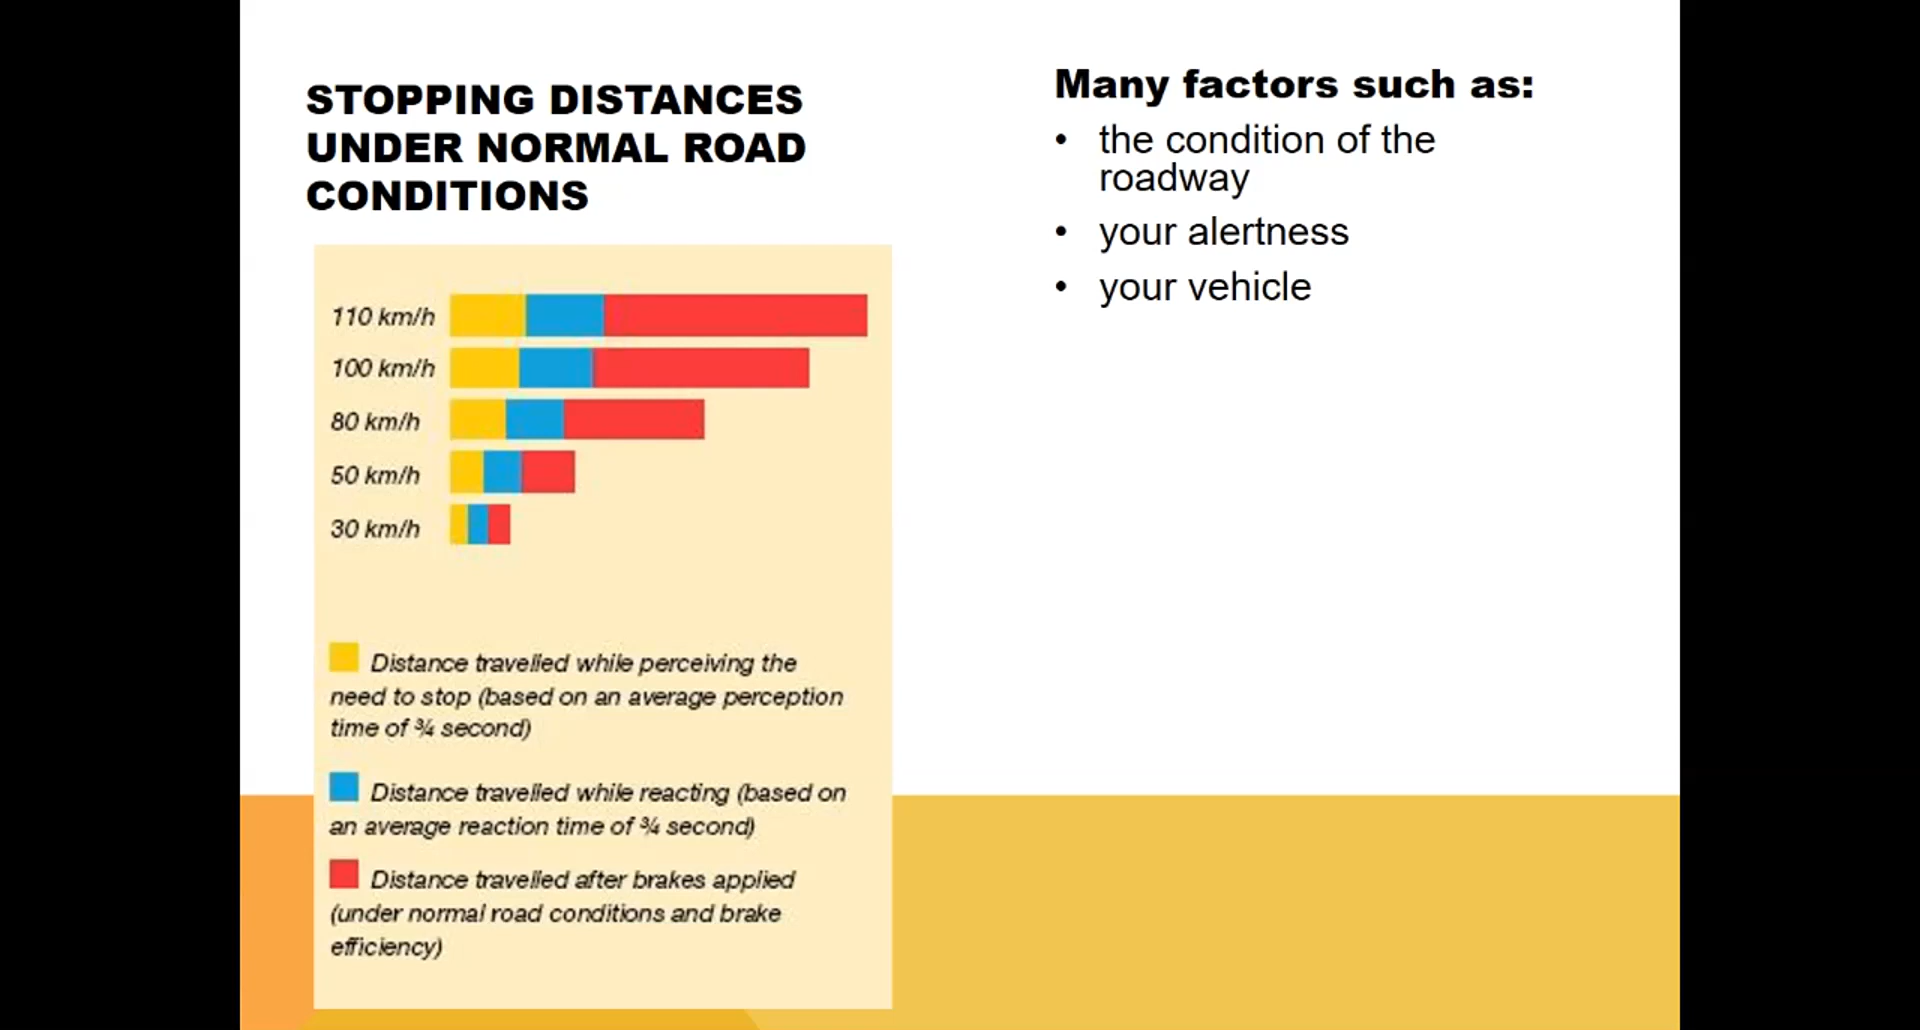 STOPPING DISTANCES
UNDER NORMAL ROAD
CONDITIONS
110 km/h
100 km/h
80 km/h
50 km/h
30 km/h
Distance travelled while perceiving the
need to stop (based on an average perception
time of ¾ second)
Distance travelled while reacting (based on
an average reaction time of ¾ second)
Distance travelled after brakes applied
(under normal road conditions and brake
efficiency)
Many factors such as:
• the condition of the
roadway
• your alertness
• your vehicle